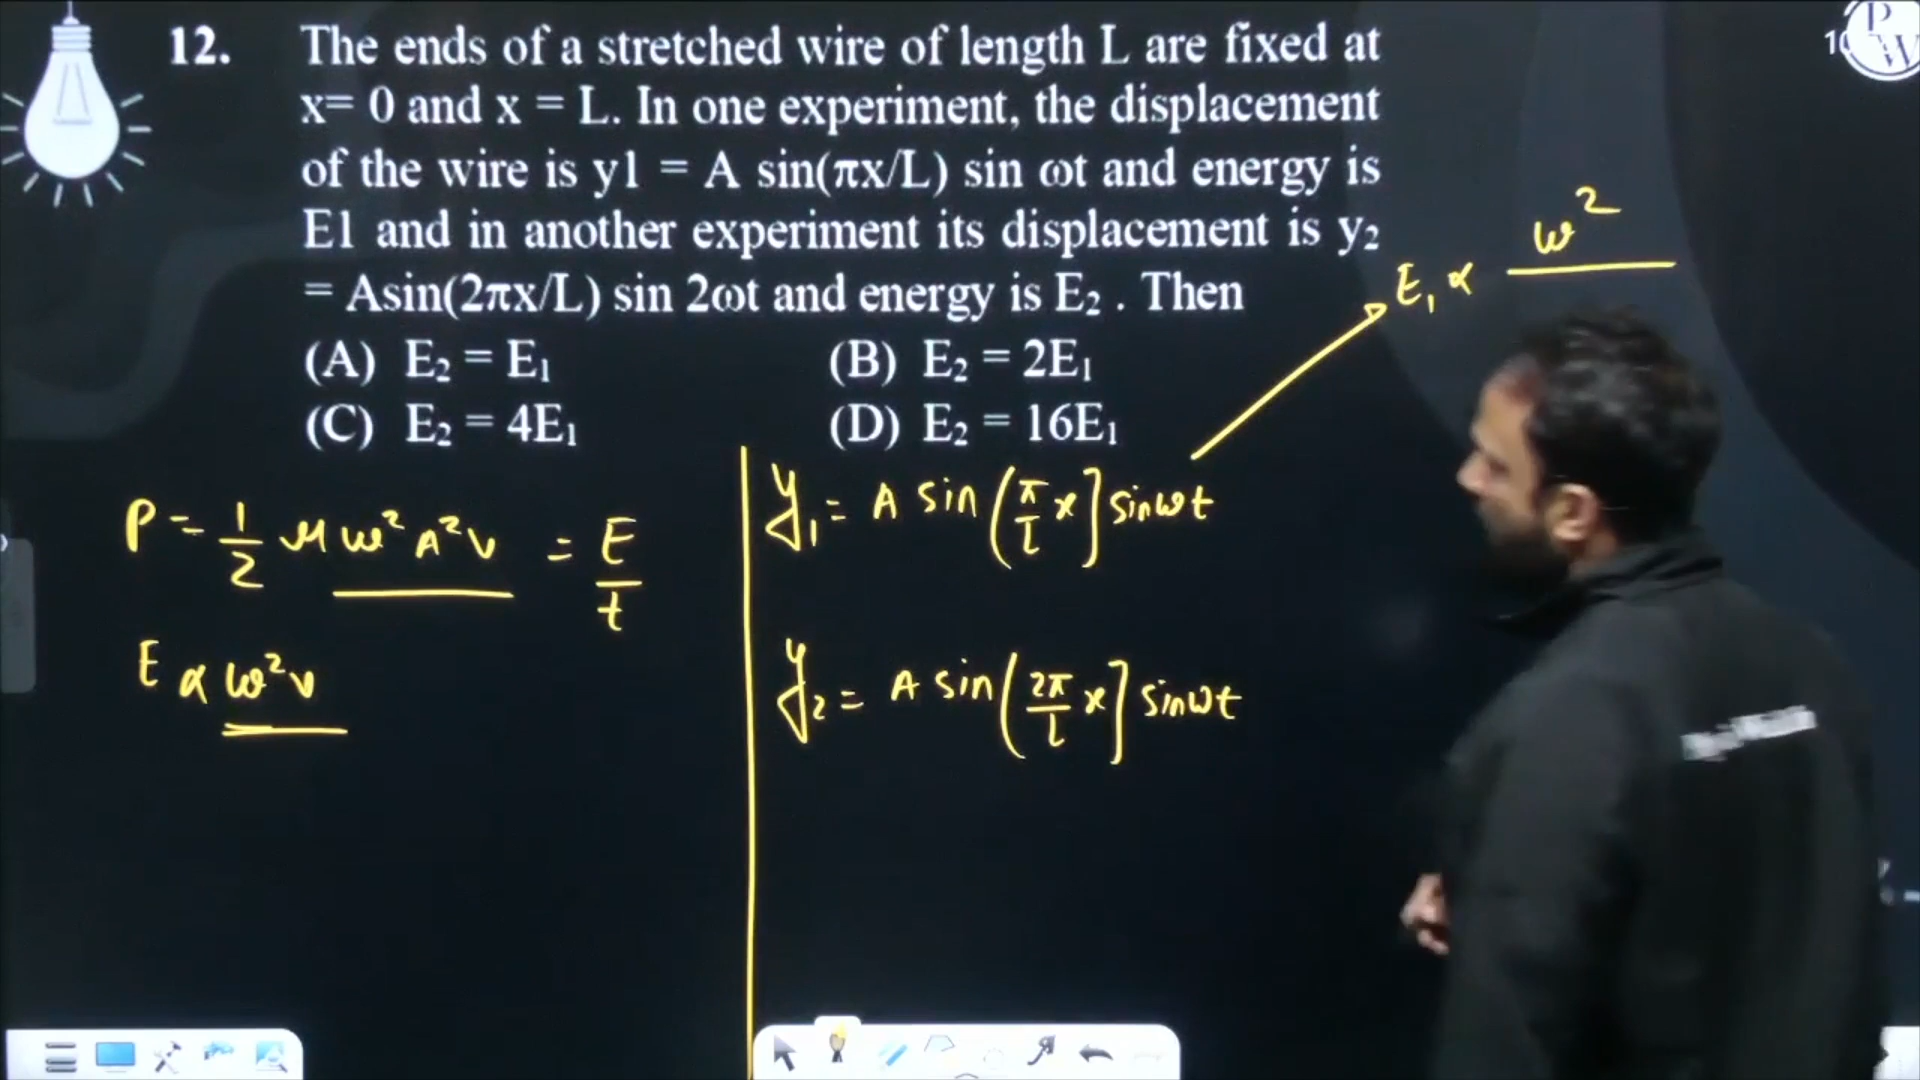 12. The ends of a stretched wire of length L are fixed at
x= 0 and x = L. In one experiment, the displacement
of the wire is y1 = A sin(πx/L) sin ωt and energy is
E1 and in another experiment its displacement is y₂
= Asin(2πx/L) sin 2ωt and energy is E₂ . Then
(A) E₂ = E₁ (B) E₂ = 2E₁
(C) E₂ = 4E₁ (D) E₂ = 16E₁
E₁ ∝ ω²
P = 1/2 μω²A²v = E/t
E ∝ ω²v
y₁ = A sin(π/L x] sinωt
y₂ = A sin(2π/L x] sinωt
PW